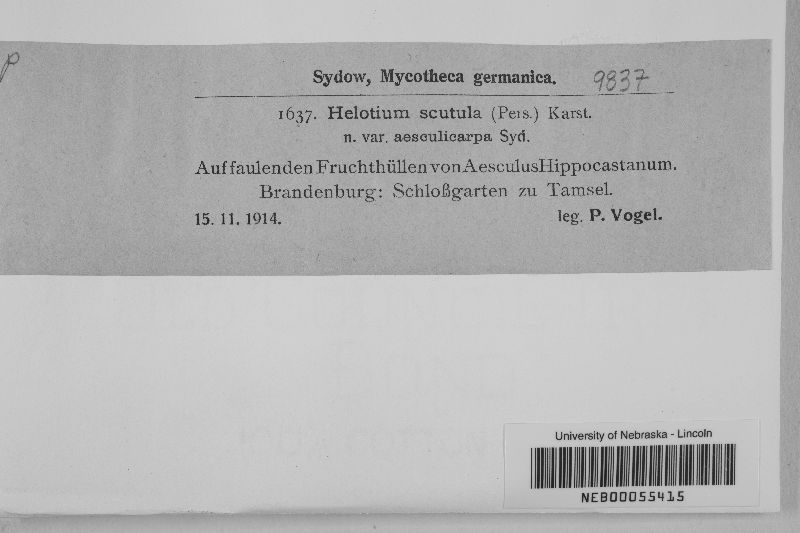 p
Sydow, Mycotheca germanica. 9837
1637. Helotium scutula (Pers.) Karst.
n. var. aesculicarpa Syd.
Auf faulenden Fruchthüllen von Aesculus Hippocastanum.
Brandenburg: Schloßgarten zu Tamsel.
15. 11. 1914. leg. P. Vogel.
University of Nebraska - Lincoln
NEB00055415